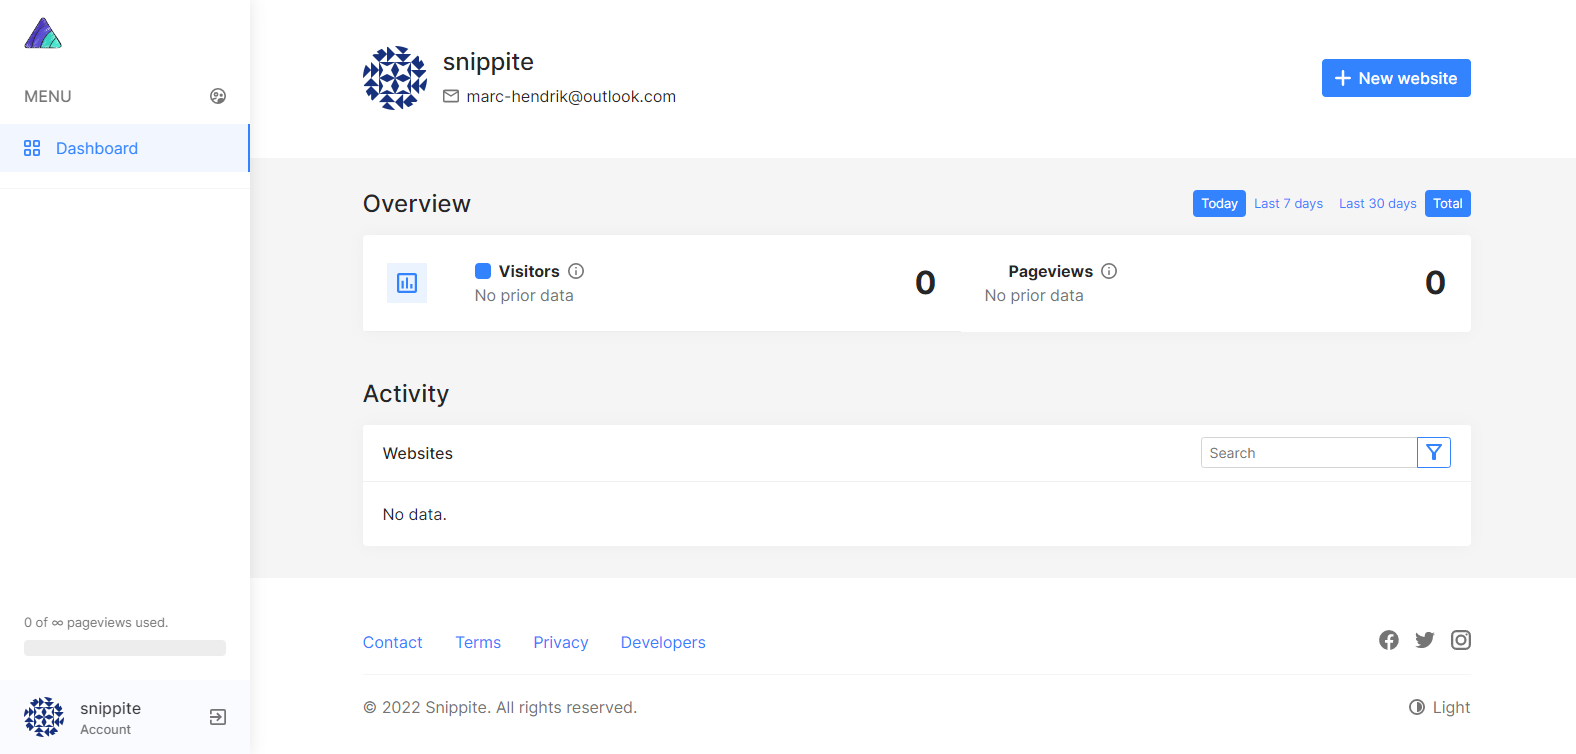 MENU
Dashboard
0 of ∞ pageviews used.
snippite
Account
snippite
marc-hendrik@outlook.com
New website
Overview
Today Last 7 days Last 30 days Total
Visitors 0 Pageviews 0
No prior data No prior data
Activity
Websites Search
No data.
Contact Terms Privacy Developers
© 2022 Snippite. All rights reserved. Light